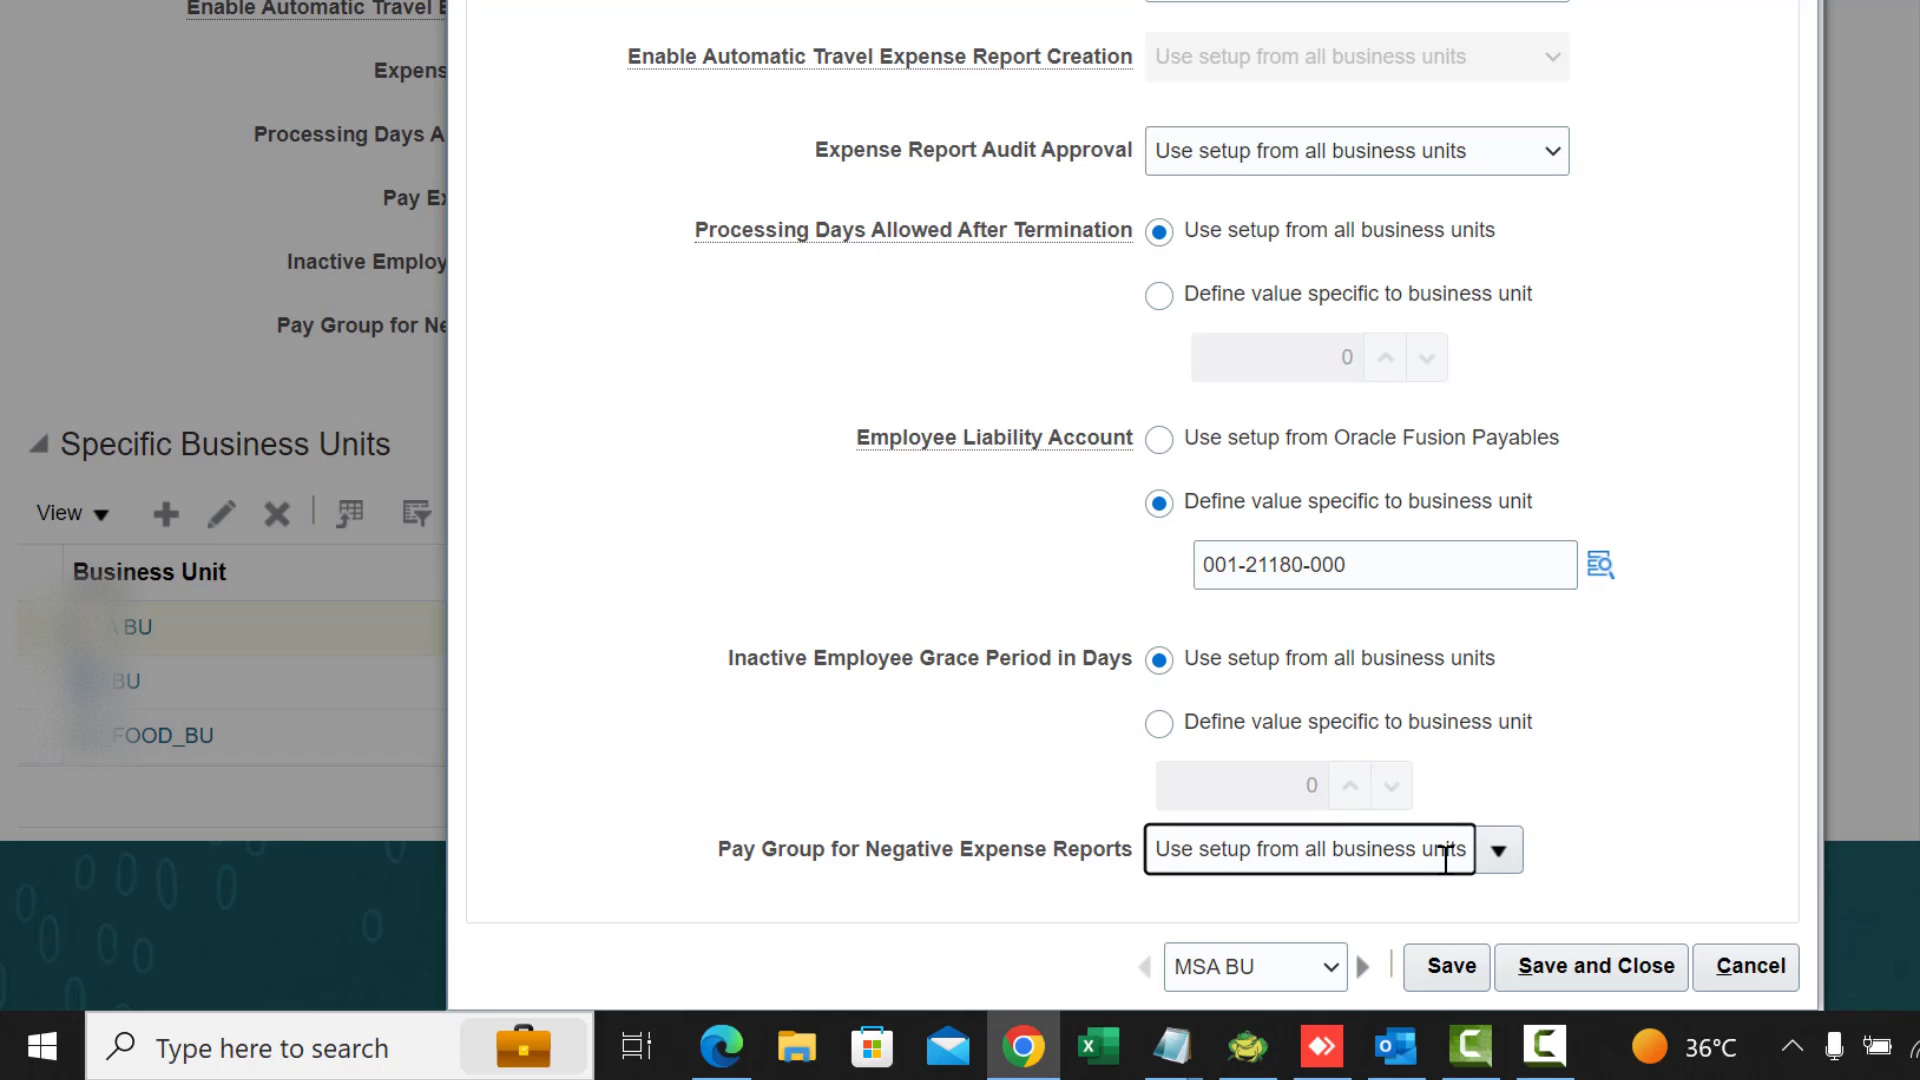 Enable Automatic Travel E
Expens
Processing Days A
Pay Ex
Inactive Employ
Pay Group for Ne
Specific Business Units
View
Business Unit
BU
BU
FOOD_BU
Enable Automatic Travel Expense Report Creation Use setup from all business units
Expense Report Audit Approval Use setup from all business units
Processing Days Allowed After Termination Use setup from all business units
Define value specific to business unit
0
Employee Liability Account Use setup from Oracle Fusion Payables
Define value specific to business unit
001-21180-000
Inactive Employee Grace Period in Days Use setup from all business units
Define value specific to business unit
0
Pay Group for Negative Expense Reports Use setup from all business units
MSA BU Save Save and Close Cancel
Type here to search 36°C